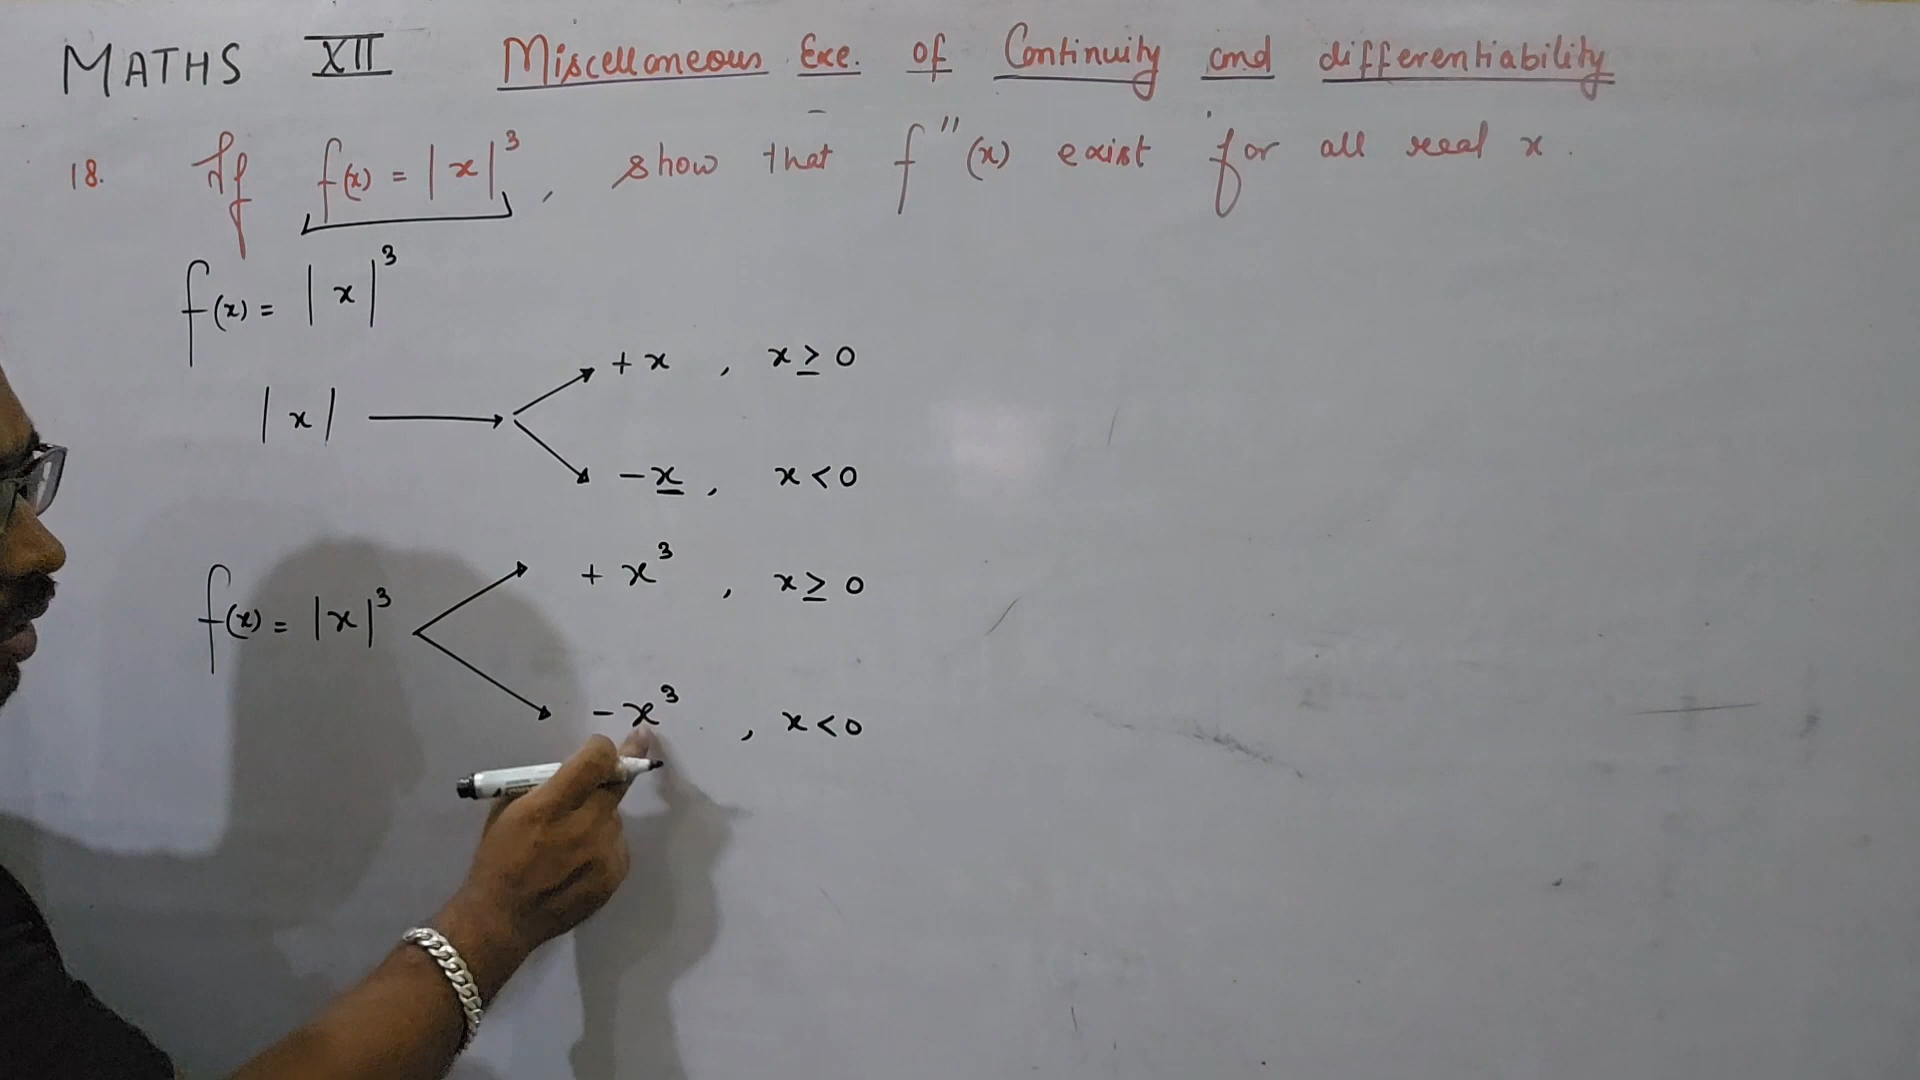 MATHS XII Miscellaneous Exe. of Continuity and differentiability
18. If f(x) = |x|³, show that f''(x) exist for all real x.
f(x) = |x|³
+x , x ≥ 0
|x|
-x , x < 0
+x³ , x ≥ 0
f(x) = |x|³
-x³ , x < 0